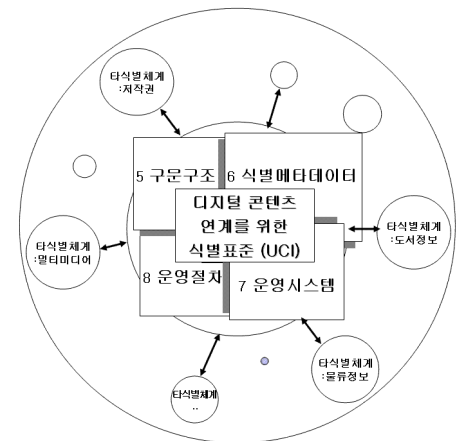 타식별체계
:저작권
5 구문구조
6 식별메타데이터
디지털 콘텐츠
연계를 위한
식별표준 (UCI)
타식별체계
:멀티미디어
타식별체계
:도서정보
8 운영절차
7 운영시스템
타식별체계
:물류정보
타식별체계
..